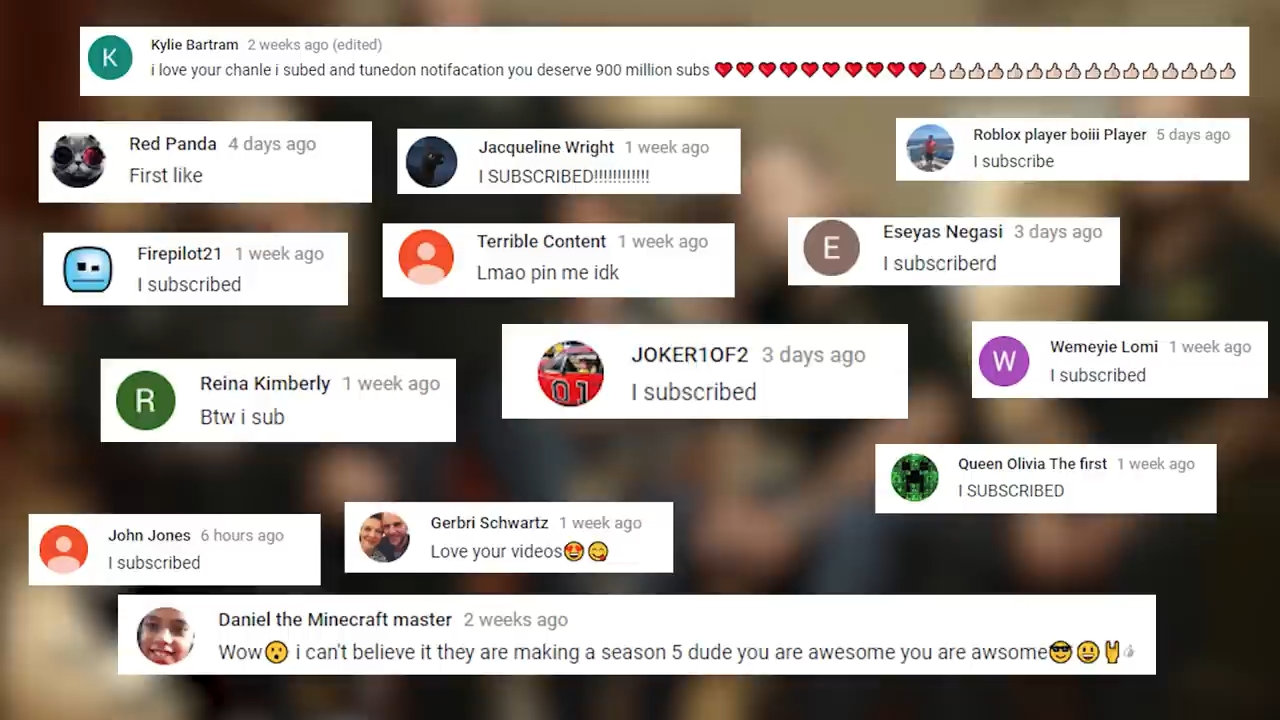 K
Kylie Bartram 2 weeks ago (edited)
i love your chanle i subed and tunedon notifacation you deserve 900 million subs ❤❤❤❤❤❤❤❤❤❤👍🏻👍🏻👍🏻👍🏼👍🏻👍🏻👍🏻👍🏻👍🏻👍🏻👍🏻👍🏻👍🏻👍🏻👍🏻👍🏻
Red Panda 4 days ago
First like
Jacqueline Wright 1 week ago
I SUBSCRIBED!!!!!!!!!!!!
Roblox player boiii Player 5 days ago
I subscribe
Firepilot21 1 week ago
I subscribed
Terrible Content 1 week ago
Lmao pin me idk
E
Eseyas Negasi 3 days ago
I subscriberd
R
Reina Kimberly 1 week ago
Btw i sub
01
JOKER1OF2 3 days ago
I subscribed
W
Wemeyie Lomi 1 week ago
I subscribed
Queen Olivia The first 1 week ago
I SUBSCRIBED
John Jones 6 hours ago
I subscribed
Gerbri Schwartz 1 week ago
Love your videos🤩😋
Daniel the Minecraft master 2 weeks ago
Wow😮 i can't believe it they are making a season 5 dude you are awesome you are awsome😎😀🤘👍